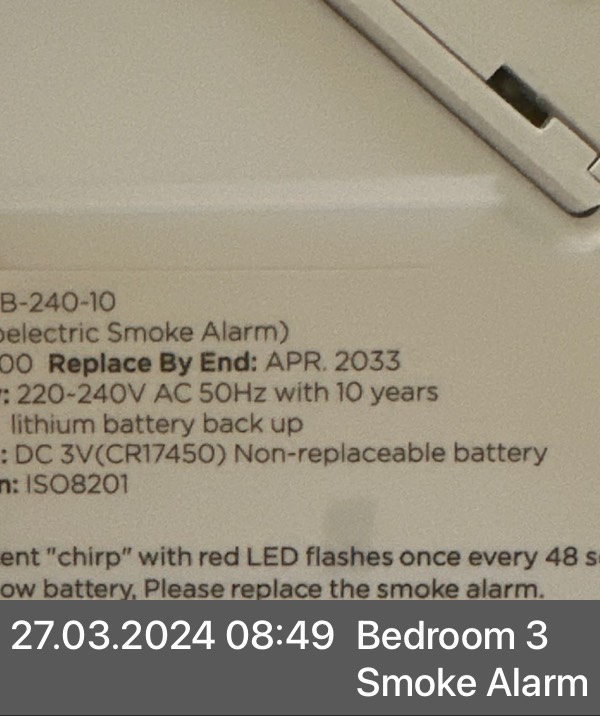 B-240-10
oelectric Smoke Alarm)
00 Replace By End: APR. 2033
: 220-240V AC 50Hz with 10 years
lithium battery back up
: DC 3V(CR17450) Non-replaceable battery
n: ISO8201
ent "chirp" with red LED flashes once every 48 s
ow battery, Please replace the smoke alarm.
27.03.2024 08:49 Bedroom 3
Smoke Alarm